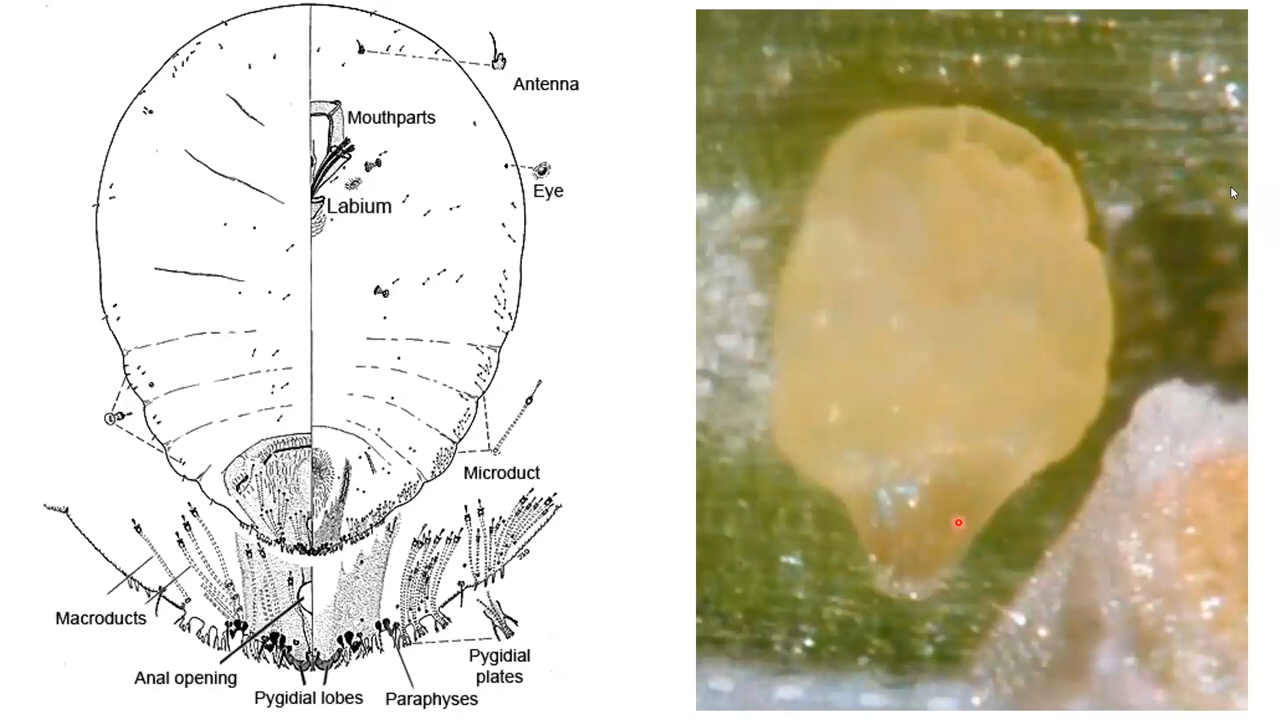 Antenna
Mouthparts
Eye
Labium
Microduct
Macroducts
Anal opening
Pygidial
plates
Pygidial lobes
Paraphyses